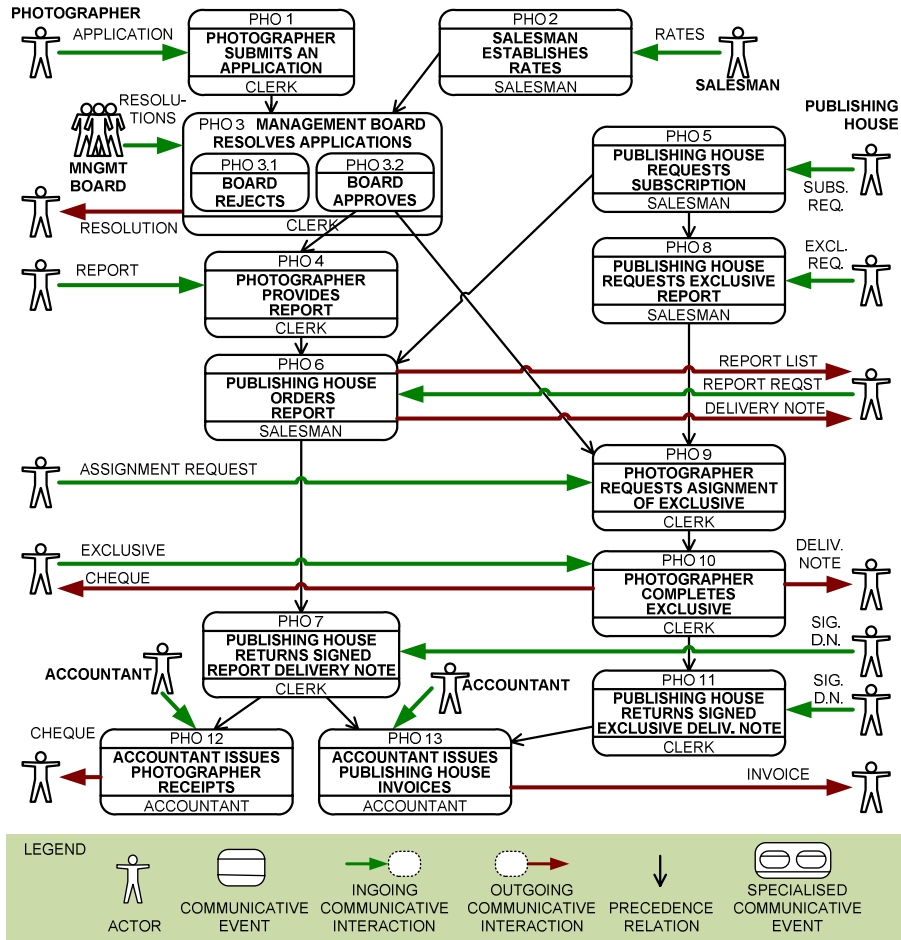 PHOTOGRAPHER
APPLICATION
PHO 1
PHOTOGRAPHER
SUBMITS AN
APPLICATION
CLERK
PHO 2
SALESMAN
ESTABLISHES
RATES
SALESMAN
RATES
SALESMAN
RESOLU-
TIONS
MNGMT
BOARD
PHO 3 MANAGEMENT BOARD
RESOLVES APPLICATIONS
PHO 3.1
BOARD
REJECTS
PHO 3.2
BOARD
APPROVES
CLERK
RESOLUTION
PUBLISHING
HOUSE
PHO 5
PUBLISHING HOUSE
REQUESTS
SUBSCRIPTION
SALESMAN
SUBS.
REQ.
REPORT
PHO 4
PHOTOGRAPHER
PROVIDES
REPORT
CLERK
PHO 8
PUBLISHING HOUSE
REQUESTS EXCLUSIVE
REPORT
SALESMAN
EXCL.
REQ.
PHO 6
PUBLISHING HOUSE
ORDERS
REPORT
SALESMAN
REPORT LIST
REPORT REQST
DELIVERY NOTE
ASSIGNMENT REQUEST
PHO 9
PHOTOGRAPHER
REQUESTS ASIGNMENT
OF EXCLUSIVE
CLERK
EXCLUSIVE
CHEQUE
PHO 10
PHOTOGRAPHER
COMPLETES
EXCLUSIVE
CLERK
DELIV.
NOTE
PHO 7
PUBLISHING HOUSE
RETURNS SIGNED
REPORT DELIVERY NOTE
CLERK
SIG.
D.N.
PHO 11
PUBLISHING HOUSE
RETURNS SIGNED
EXCLUSIVE DELIV. NOTE
CLERK
SIG.
D.N.
ACCOUNTANT
ACCOUNTANT
CHEQUE
PHO 12
ACCOUNTANT ISSUES
PHOTOGRAPHER
RECEIPTS
ACCOUNTANT
PHO 13
ACCOUNTANT ISSUES
PUBLISHING HOUSE
INVOICES
ACCOUNTANT
INVOICE
LEGEND
ACTOR
COMMUNICATIVE
EVENT
INGOING
COMMUNICATIVE
INTERACTION
OUTGOING
COMMUNICATIVE
INTERACTION
PRECEDENCE
RELATION
SPECIALISED
COMMUNICATIVE
EVENT